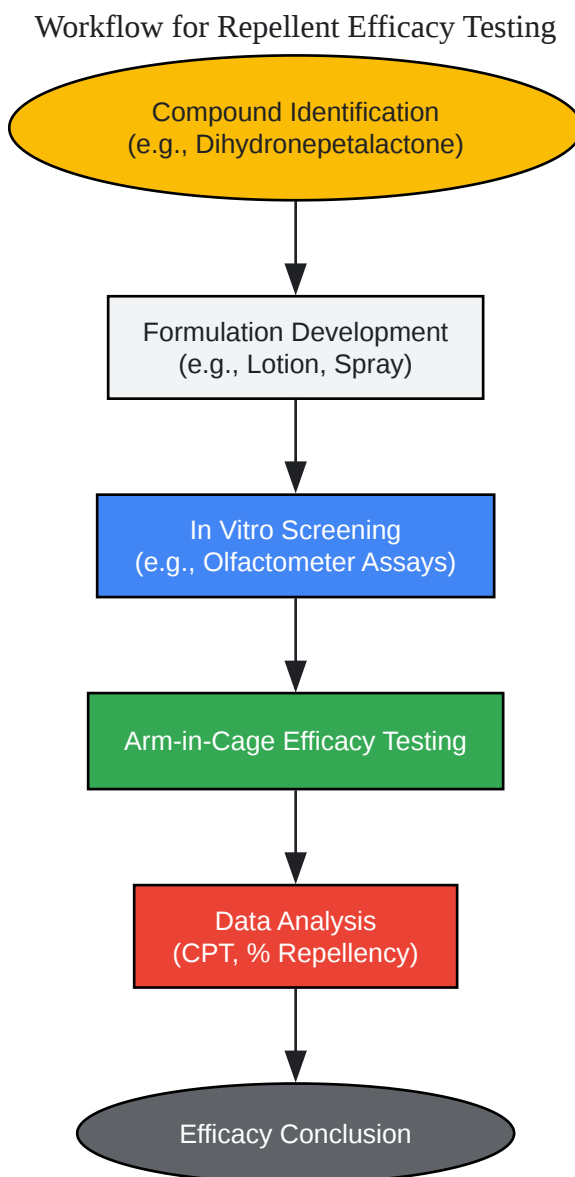 Workflow for Repellent Efficacy Testing
Compound Identification
(e.g., Dihydronepetalactone)
Formulation Development
(e.g., Lotion, Spray)
In Vitro Screening
(e.g., Olfactometer Assays)
Arm-in-Cage Efficacy Testing
Data Analysis
(CPT, % Repellency)
Efficacy Conclusion